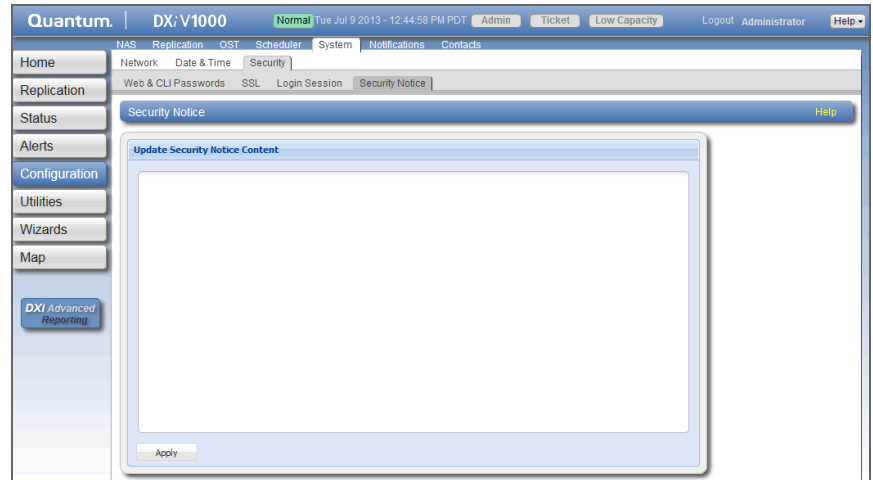 Quantum. DXi V1000 Normal Tue Jul 9 2013 - 12:44:58 PM PDT Admin Ticket Low Capacity Logout Administrator Help
NAS Replication OST Scheduler System Notifications Contacts
Home
Network Date & Time Security
Replication
Web & CLI Passwords SSL Login Session Security Notice
Status
Security Notice Help
Alerts
Update Security Notice Content
Configuration
Utilities
Wizards
Map
DXi Advanced
Reporting
Apply